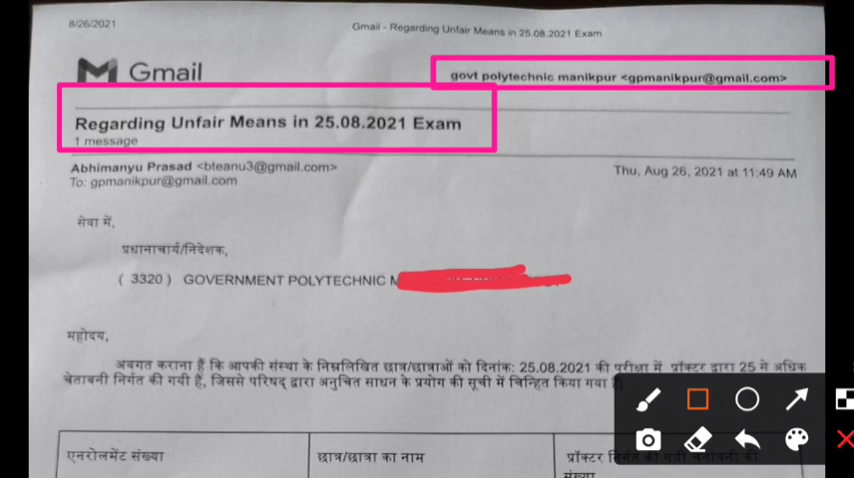 8/26/2021
Gmail - Regarding Unfair Means in 25.08.2021 Exam
Gmail
govt polytechnic manikpur <gpmanikpur@gmail.com>
Regarding Unfair Means in 25.08.2021 Exam
1 message
Abhimanyu Prasad <bteanu3@gmail.com>
Thu, Aug 26, 2021 at 11:49 AM
To: gpmanikpur@gmail.com
सेवा में,
प्रधानाचार्य/निदेशक,
( 3320 ) GOVERNMENT POLYTECHNIC
महोदय,
अवगत कराना हैं कि आपकी संस्था के निम्नलिखित छात्र/छात्राओं को दिनांक: 25.08.2021 की परीक्षा में प्रॉक्टर द्वारा 25 से अधिक
चेतावनी निर्गत की गयी हैं, जिससे परिषद् द्वारा अनुचित साधन के प्रयोग की सूची में चिन्हित किया गया
एनरोलमेंट संख्या
छात्र/छात्रा का नाम
प्रॉक्टर निर्गत की गयी चेतावनी की
संख्या